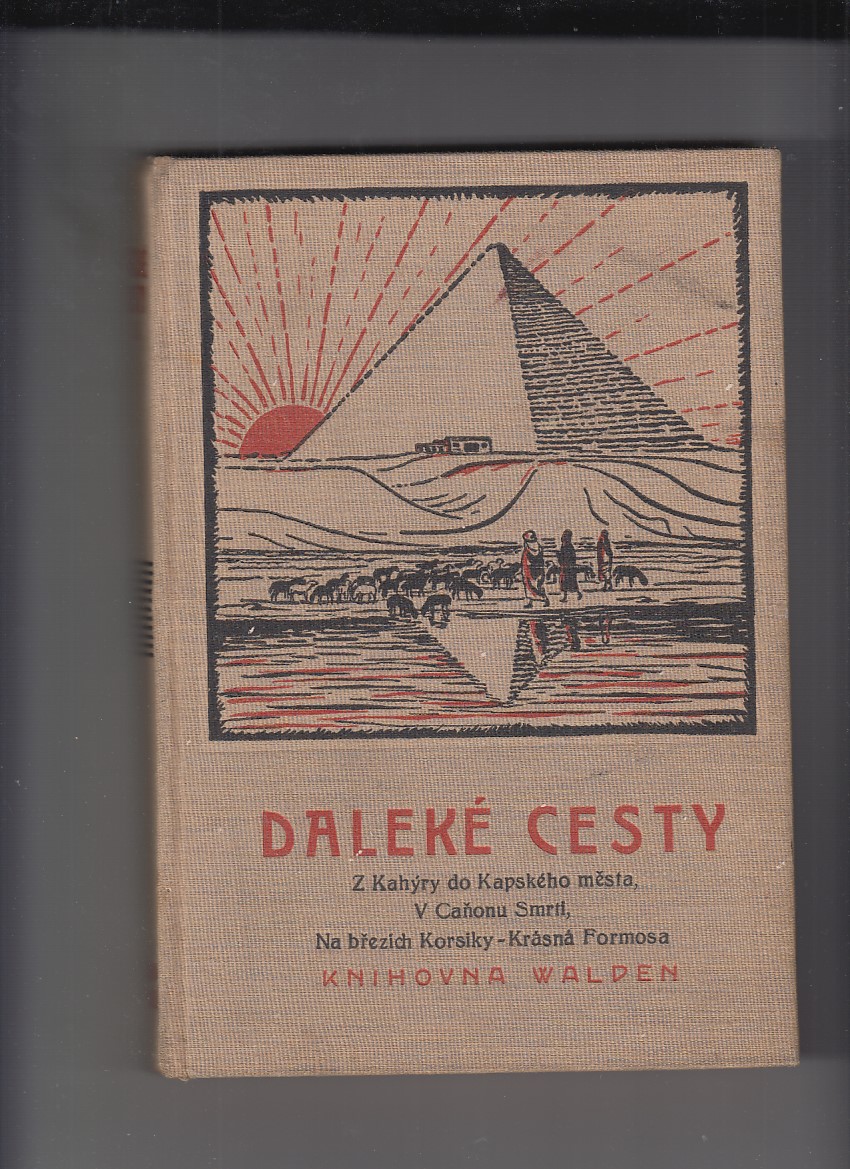 DALEKÉ CESTY
Z Kahýry do Kapského města,
V Caňonu Smrti,
Na březích Korsiky - Krásná Formosa
KNIHOVNA WALDEN